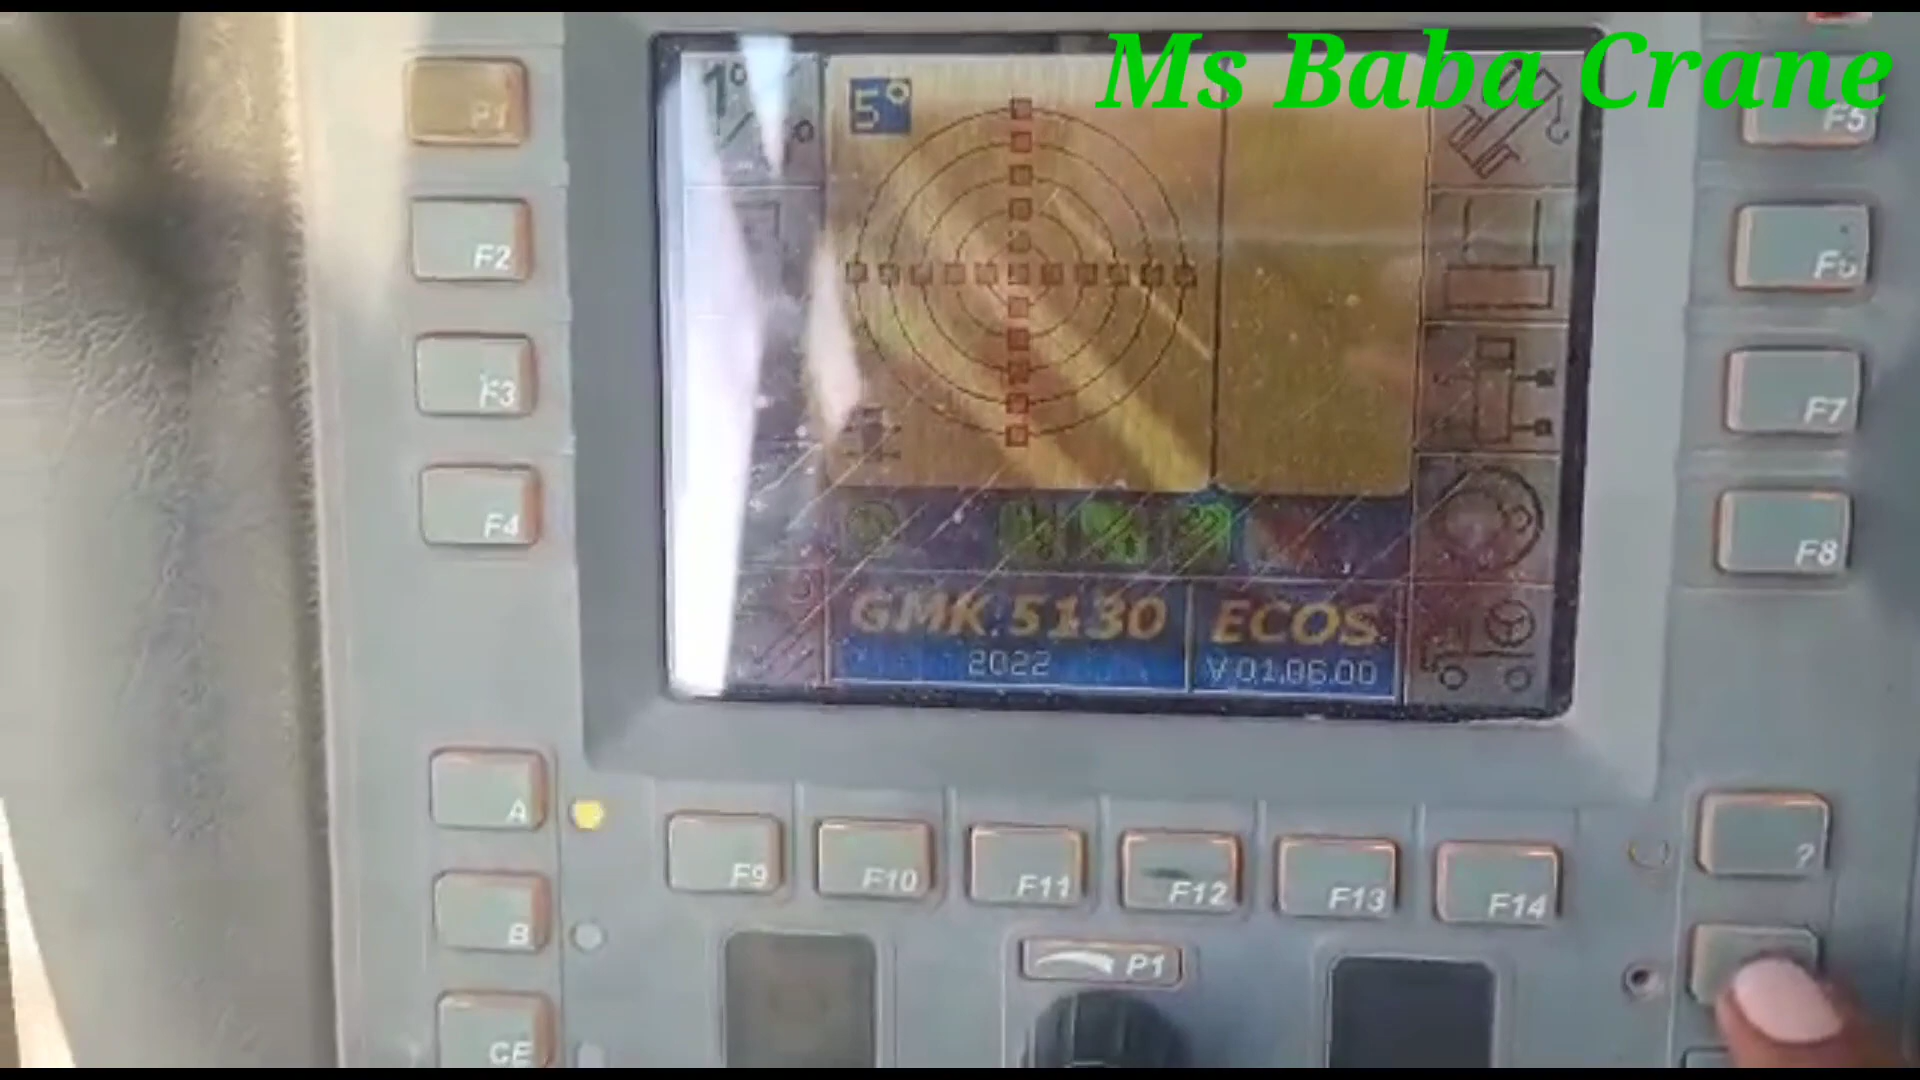 Ms Baba Crane
1°
5°
F1
F5
F2
F6
F3
F7
F4
F8
GMK 5130
ECOS
2022
V 01.06.00
A
?
F9
F10
F11
F12
F13
F14
B
P1
CE